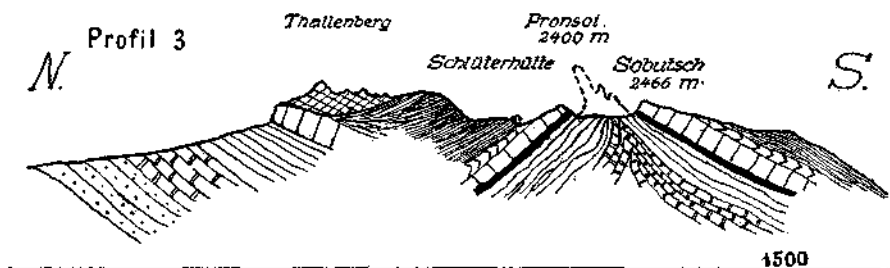 Profil 3
Thallenberg
Pronsoi.
2400 m
Schlüterhütte
Sobutsch
2466 m.
N.
S.
1500